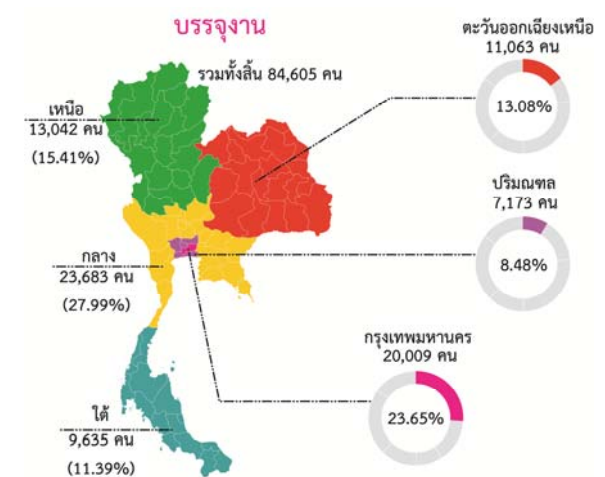 บรรจุงาน
รวมทั้งสิ้น 84,605 คน
เหนือ
13,042 คน
(15.41%)
ตะวันออกเฉียงเหนือ
11,063 คน
13.08%
ปริมณฑล
7,173 คน
8.48%
กลาง
23,683 คน
(27.99%)
กรุงเทพมหานคร
20,009 คน
23.65%
ใต้
9,635 คน
(11.39%)